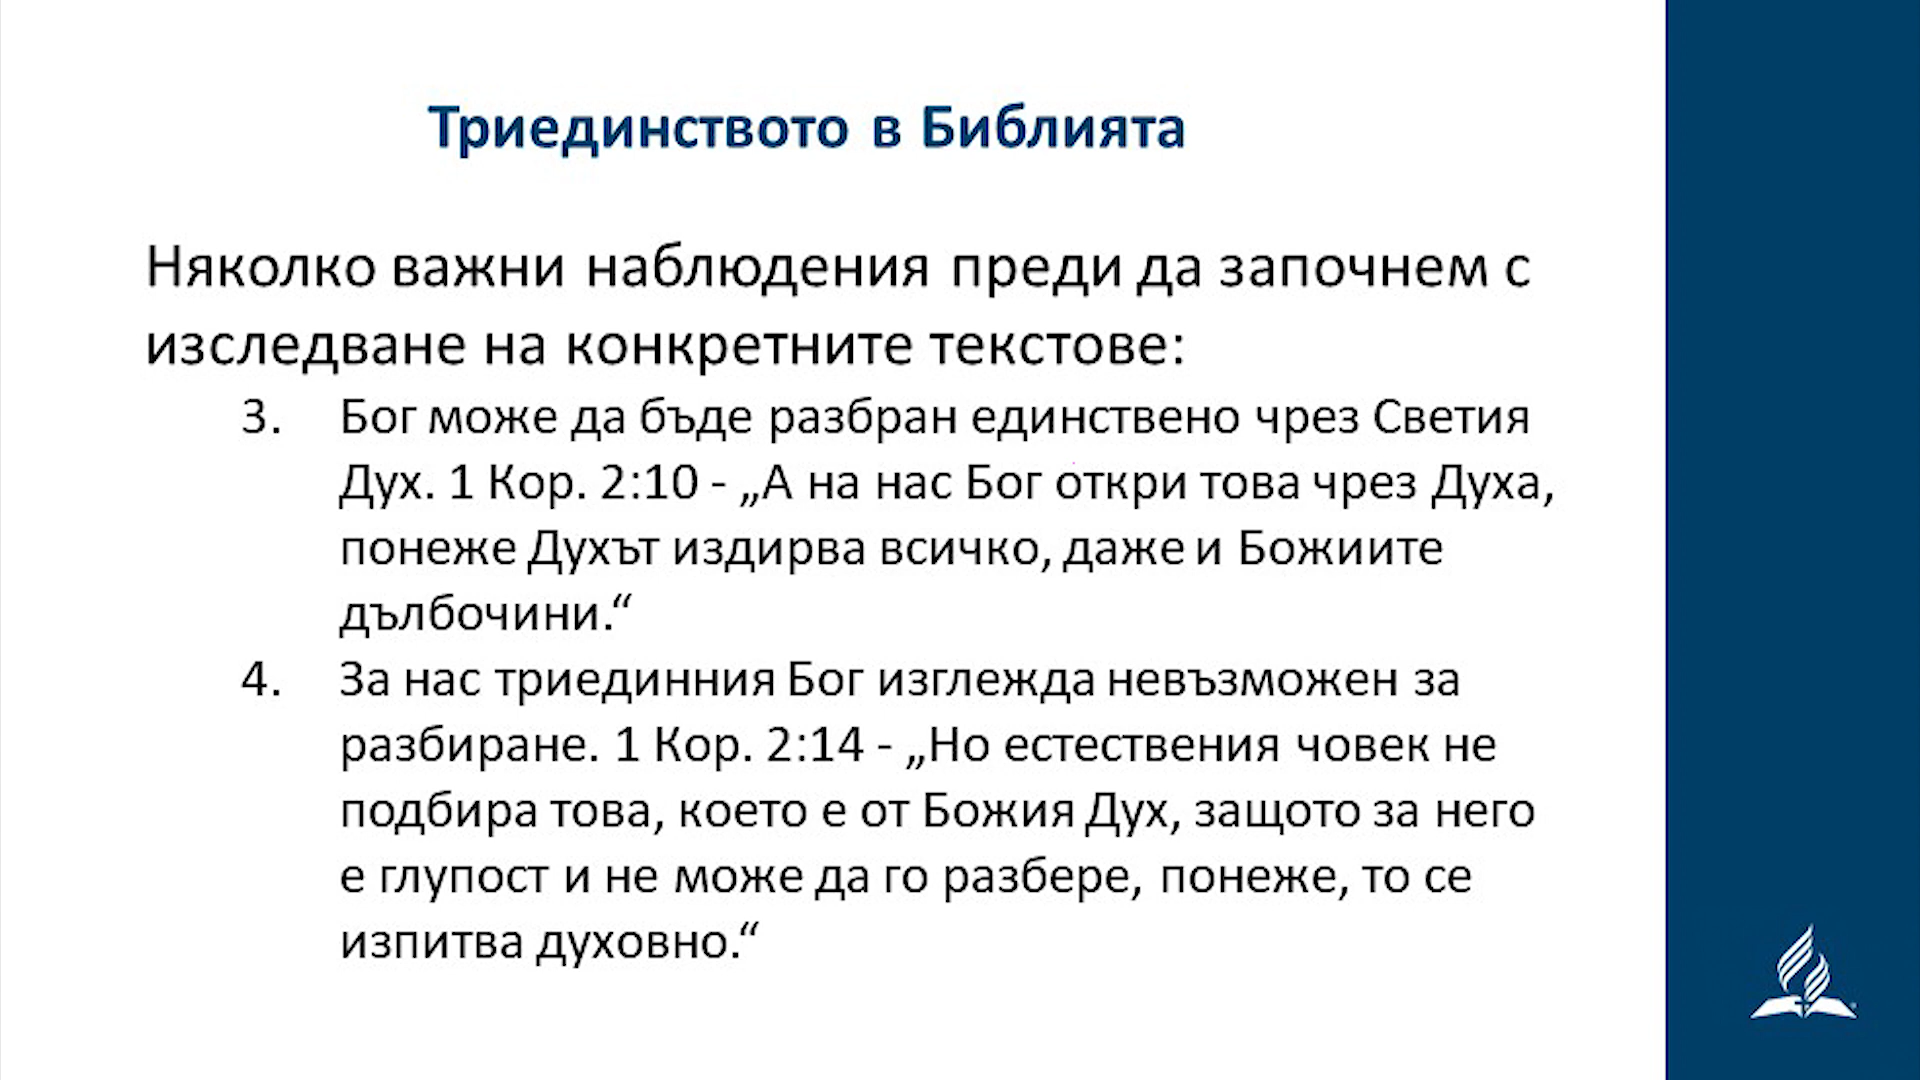 Триединството в Библията
Няколко важни наблюдения преди да започнем с
изследване на конкретните текстове:
3. Бог може да бъде разбран единствено чрез Светия
Дух. 1 Кор. 2:10 - „А на нас Бог откри това чрез Духа,
понеже Духът издирва всичко, даже и Божиите
дълбочини.“
4. За нас триединния Бог изглежда невъзможен за
разбиране. 1 Кор. 2:14 - „Но естествения човек не
подбира това, което е от Божия Дух, защото за него
е глупост и не може да го разбере, понеже, то се
изпитва духовно.“